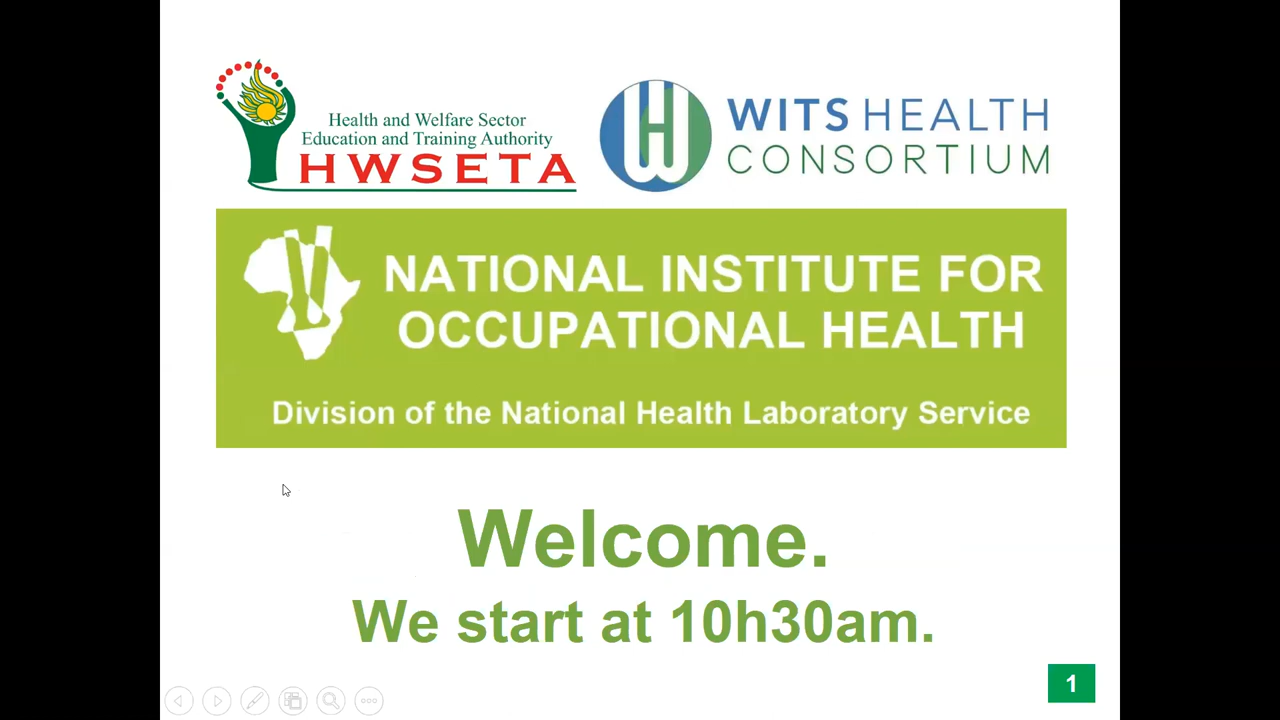 Health and Welfare Sector
Education and Training Authority
HWSETA
WITS HEALTH
CONSORTIUM
NATIONAL INSTITUTE FOR
OCCUPATIONAL HEALTH
Division of the National Health Laboratory Service
Welcome.
We start at 10h30am.
1